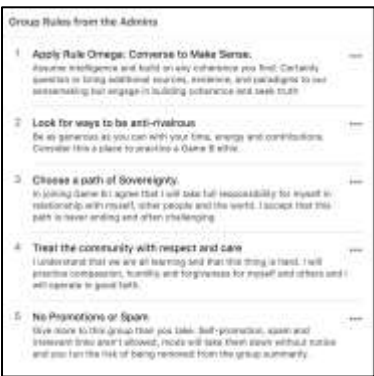 Group Rules from the Admins
1 Apply Rule Omega: Converse to Make Sense.
Assume intelligence and build on any coherence you find. Certainly
question or bring additional sources, evidence, and paradigms to our
sensemaking but engage in building coherence and seek truth
2 Look for ways to be anti-rivalrous
Be as generous as you can with your time, energy and contributions.
Consider this a place to practice a Game B ethic.
3 Choose a path of Sovereignty.
In joining Game B I agree that I will take full responsibility for myself in
relationship with myself, other people and the world. I accept that this
path is never ending and often challenging.
4 Treat the community with respect and care
I understand that we are all learning and that this thing is hard. I will
practice compassion, humility and forgiveness for myself and others and I
will operate in good faith.
5 No Promotions or Spam
Give more to this group than you take. Self-promotion, spam and
irrelevant links aren't allowed, mods will take them down without notice
and you run the risk of being removed from the group summarily.